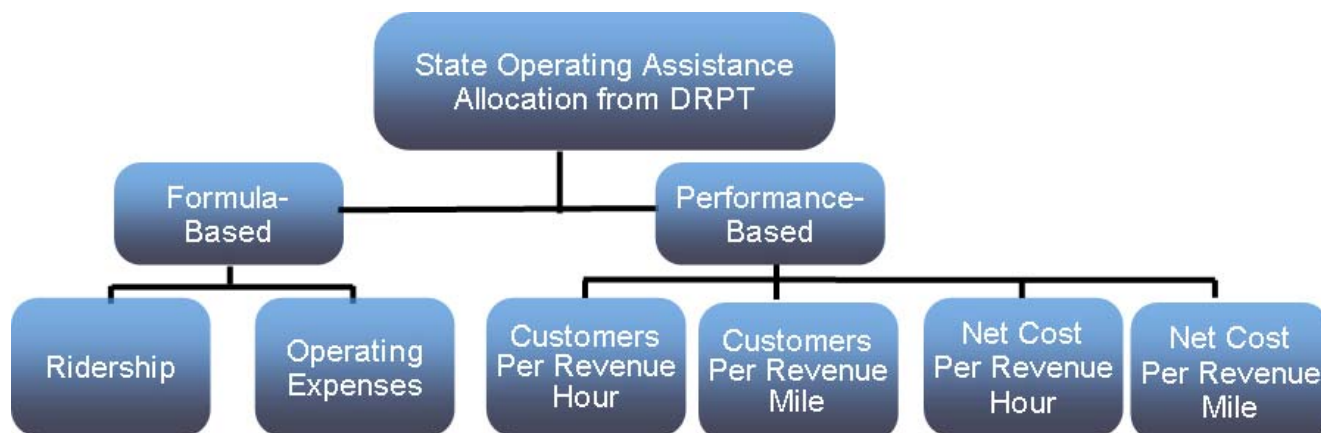 State Operating Assistance
Allocation from DRPT
Formula-
Based
Performance-
Based
Ridership
Operating
Expenses
Customers
Per Revenue
Hour
Customers
Per Revenue
Mile
Net Cost
Per Revenue
Hour
Net Cost
Per Revenue
Mile